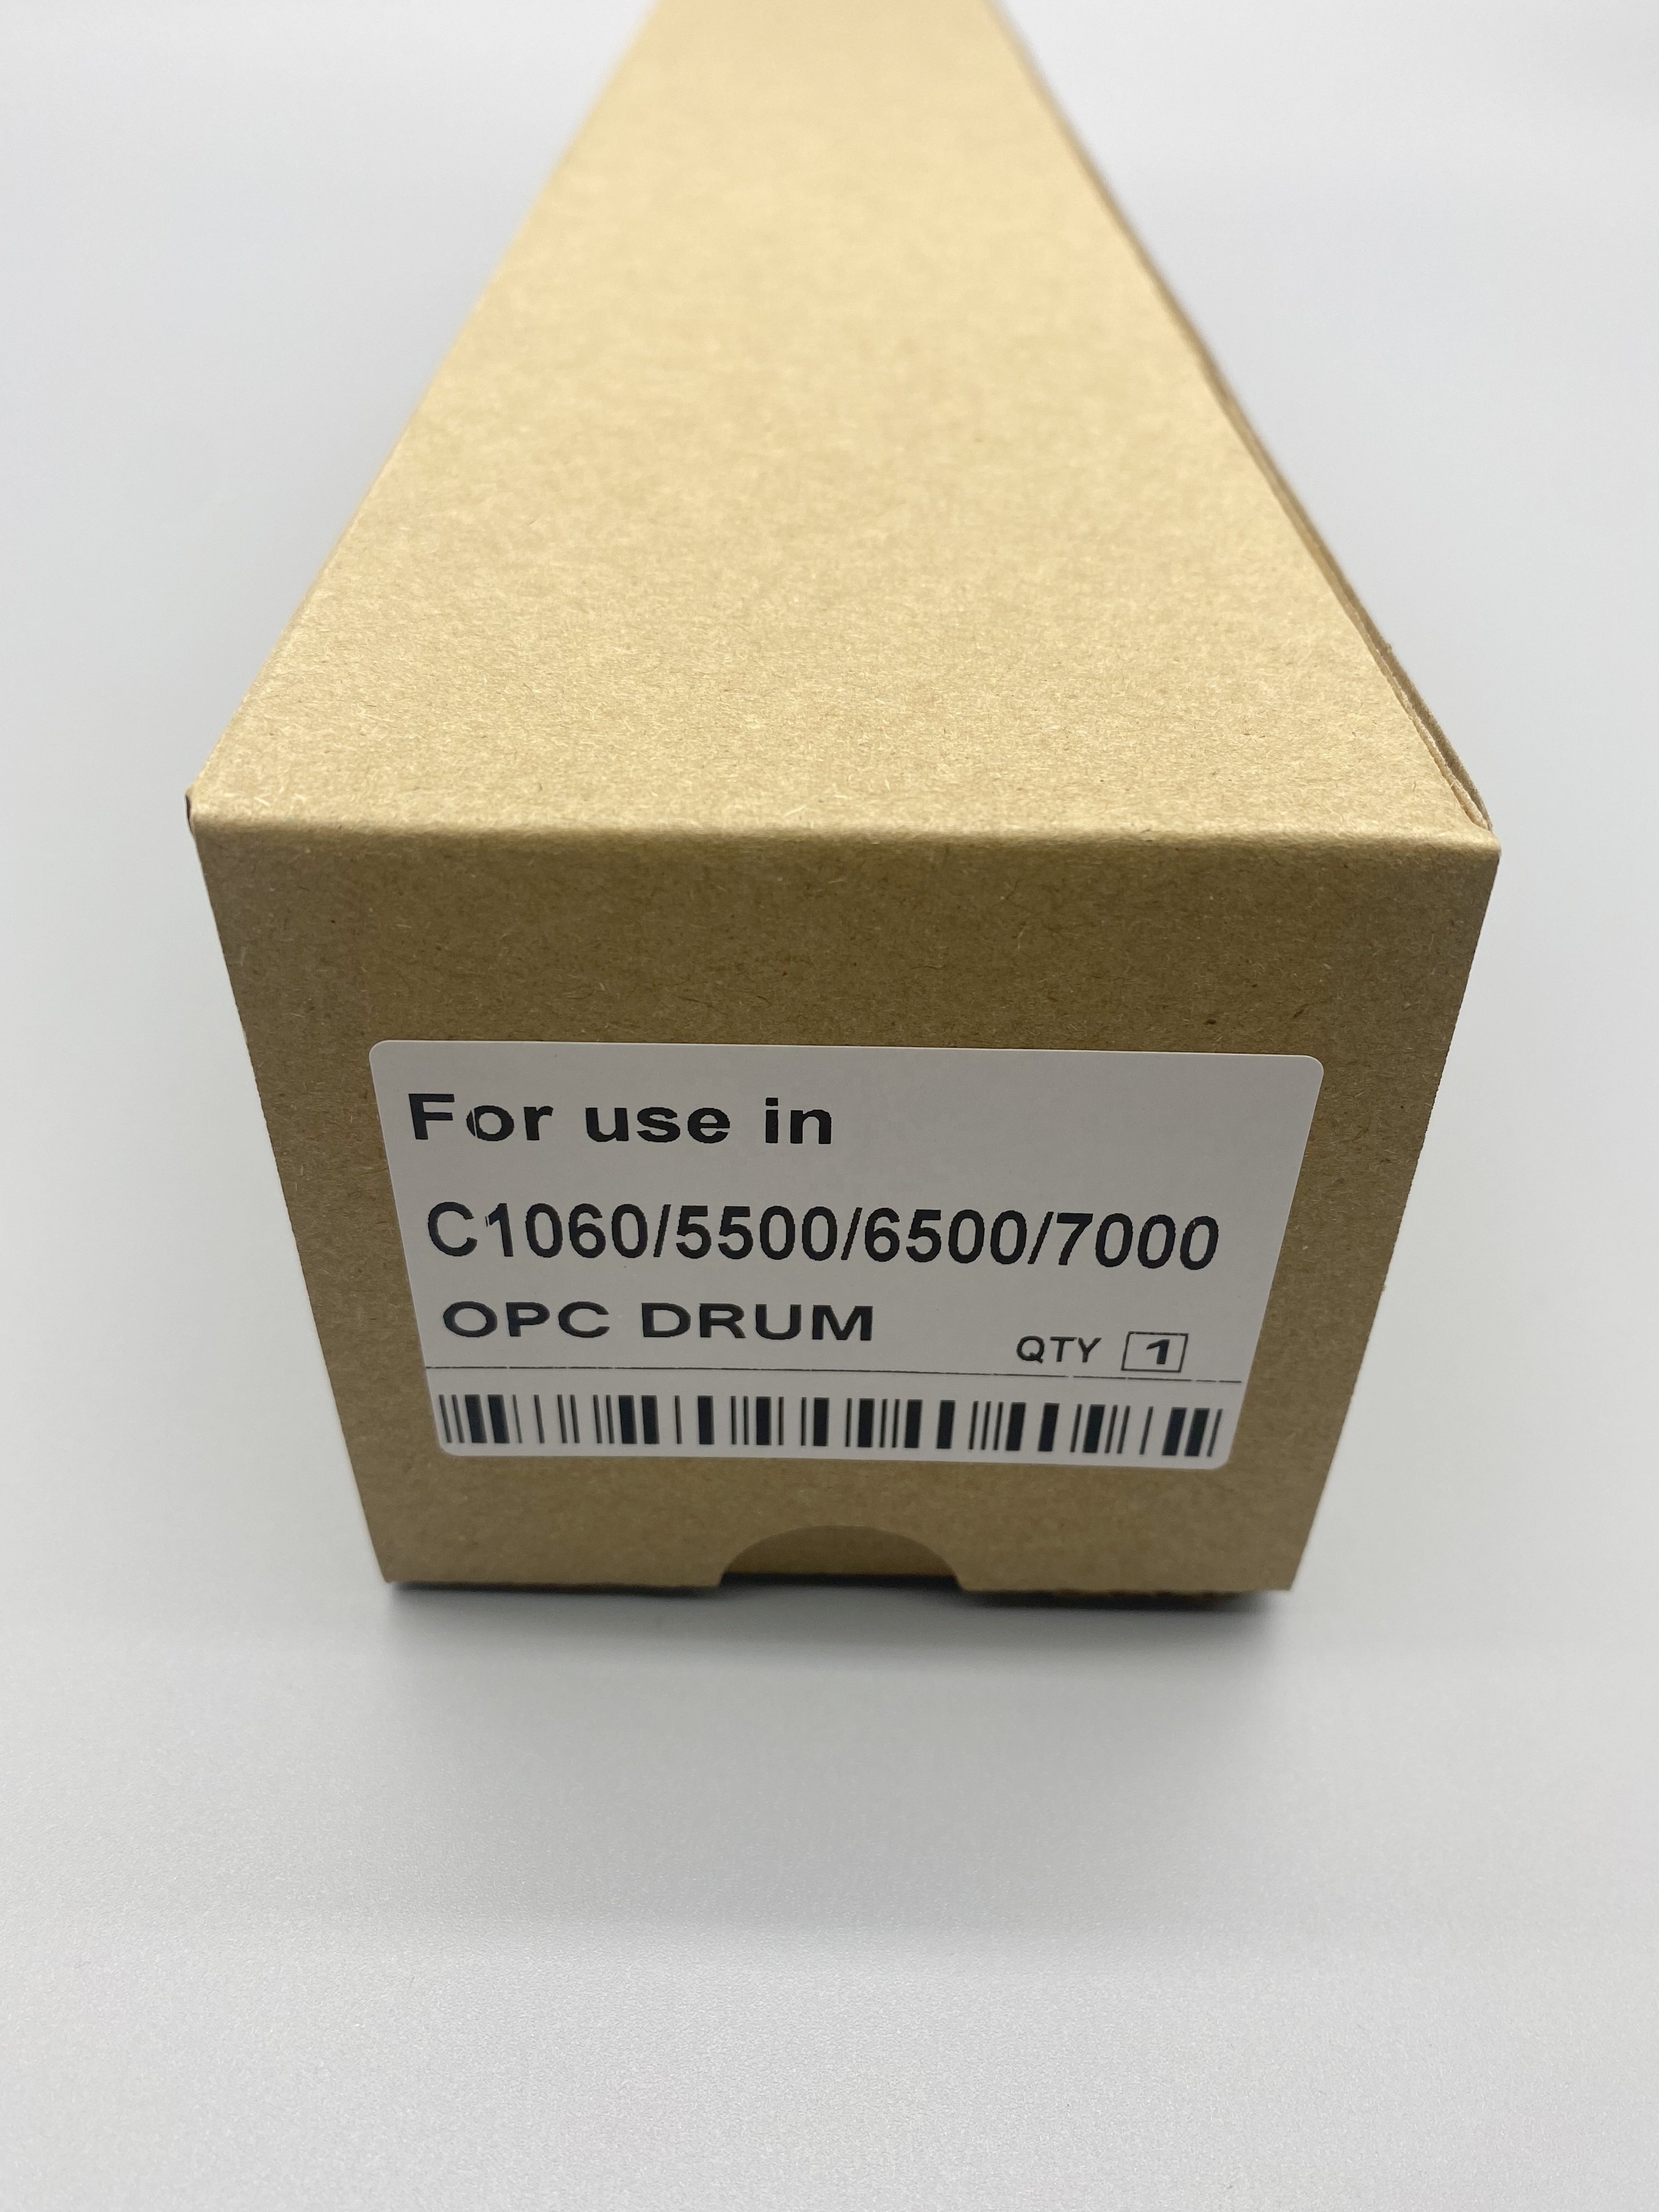 For use in
C1060/5500/6500/7000
OPC DRUM
QTY 1